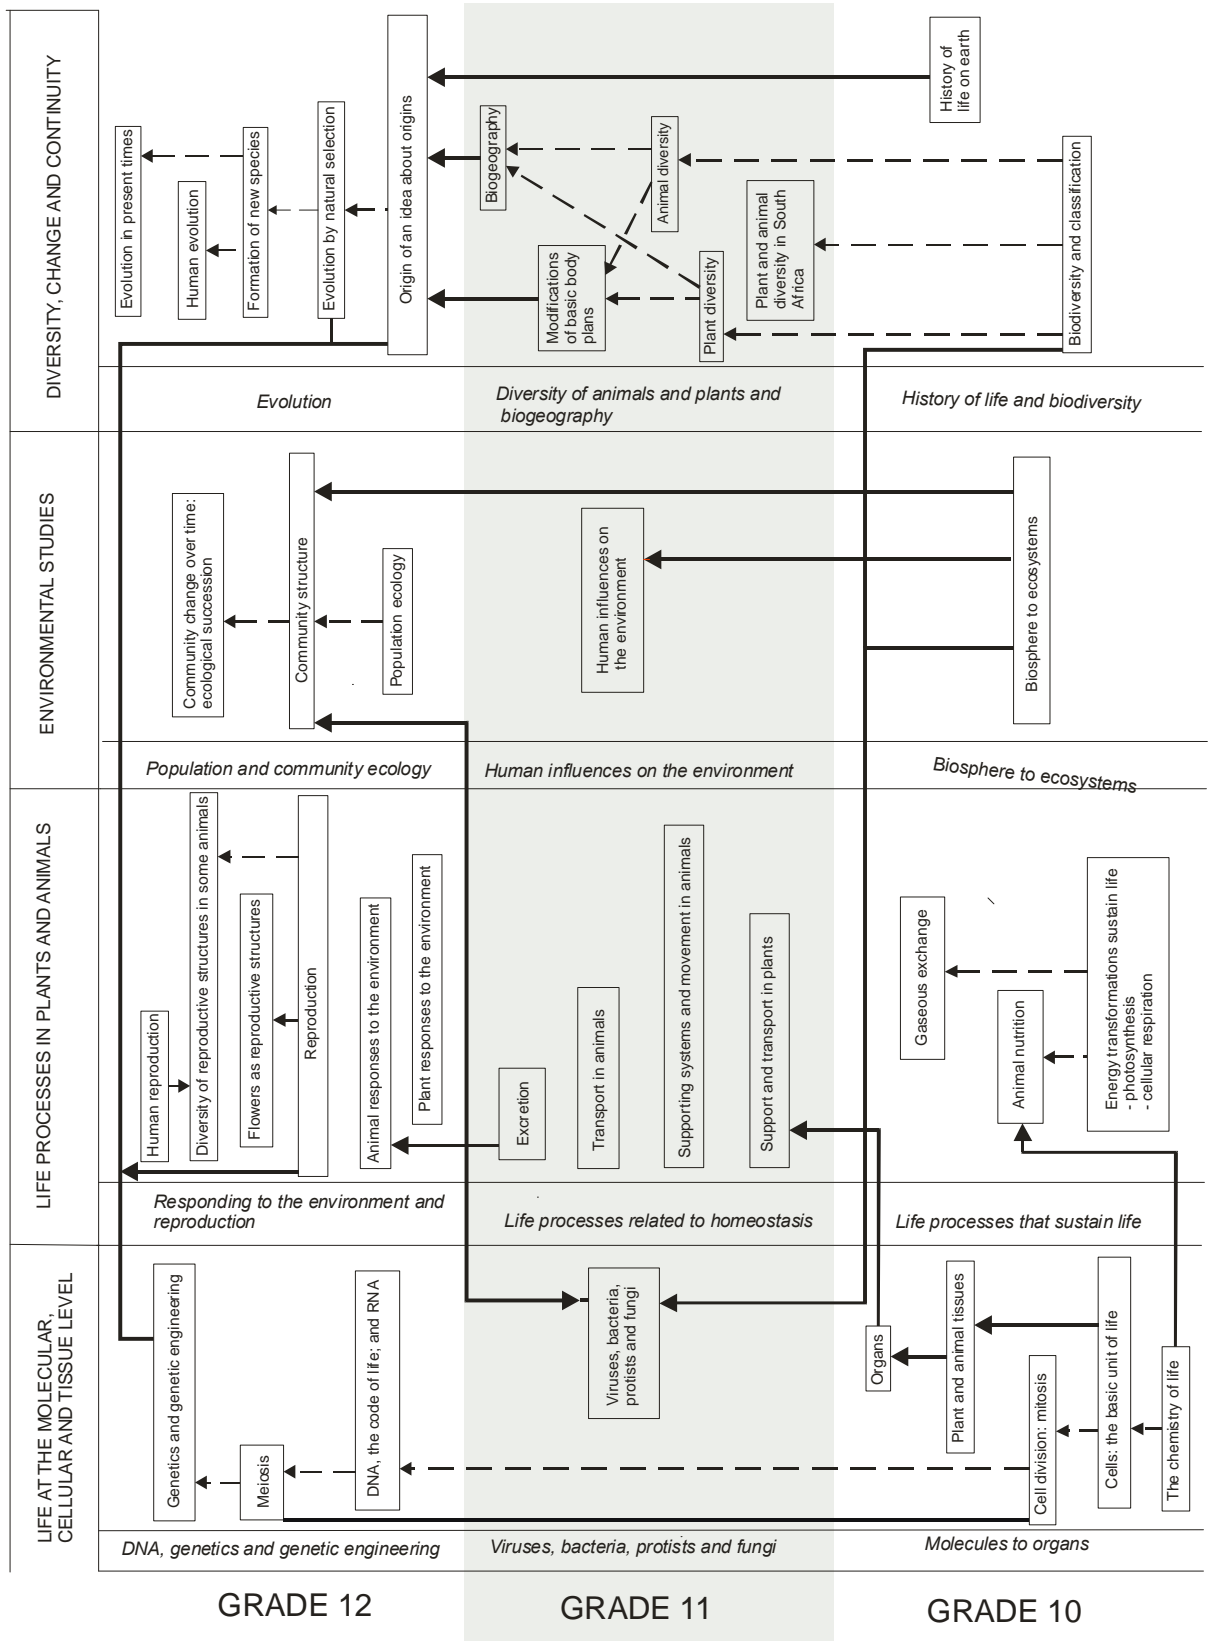 DIVERSITY, CHANGE AND CONTINUITY
Evolution in present times
Human evolution
Formation of new species
Evolution by natural selection
Origin of an idea about origins
Evolution
Biogeography
Modifications
of basic body
plans
Animal diversity
Plant diversity
Plant and animal
diversity in South
Africa
Diversity of animals and plants and
biogeography
History of
life on earth
Biodiversity and classification
History of life and biodiversity
ENVIRONMENTAL STUDIES
Community change over time:
ecological succession
Community structure
Population ecology
Population and community ecology
Human influences on
the environment
Human influences on the environment
Biosphere to ecosystems
Biosphere to ecosystems
LIFE PROCESSES IN PLANTS AND ANIMALS
Human reproduction
Diversity of reproductive structures in some animals
Flowers as reproductive structures
Reproduction
Animal responses to the environment
Plant responses to the environment
Responding to the environment and
reproduction
Excretion
Transport in animals
Supporting systems and movement in animals
Support and transport in plants
Life processes related to homeostasis
Gaseous exchange
Animal nutrition
Energy transformations sustain life
- photosynthesis
- cellular respiration
Life processes that sustain life
LIFE AT THE MOLECULAR,
CELLULAR AND TISSUE LEVEL
Genetics and genetic engineering
Meiosis
DNA, the code of life; and RNA
DNA, genetics and genetic engineering
Viruses, bacteria,
protists and fungi
Viruses, bacteria, protists and fungi
Organs
Plant and animal tissues
Cell division: mitosis
Cells: the basic unit of life
The chemistry of life
Molecules to organs
GRADE 12
GRADE 11
GRADE 10